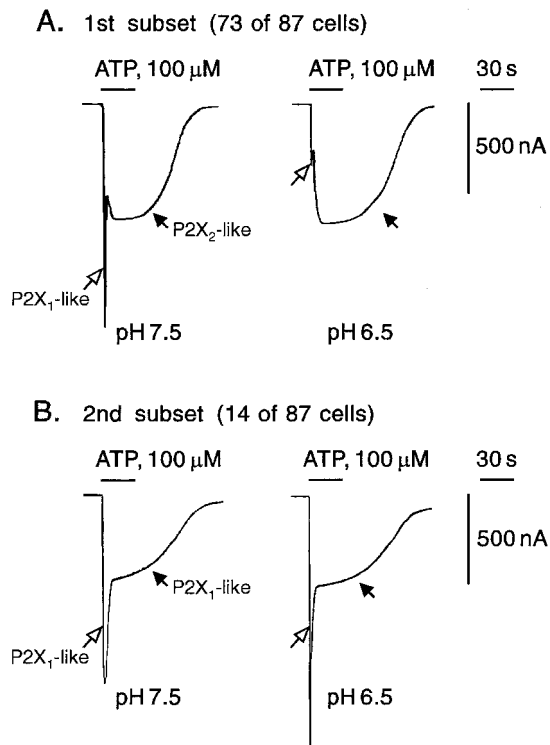 A. 1st subset (73 of 87 cells)
ATP, 100 µM
ATP, 100 µM
30 s
500 nA
P2X₂-like
P2X₁-like
pH 7.5
pH 6.5
B. 2nd subset (14 of 87 cells)
ATP, 100 µM
ATP, 100 µM
30 s
500 nA
P2X₁-like
P2X₁-like
pH 7.5
pH 6.5